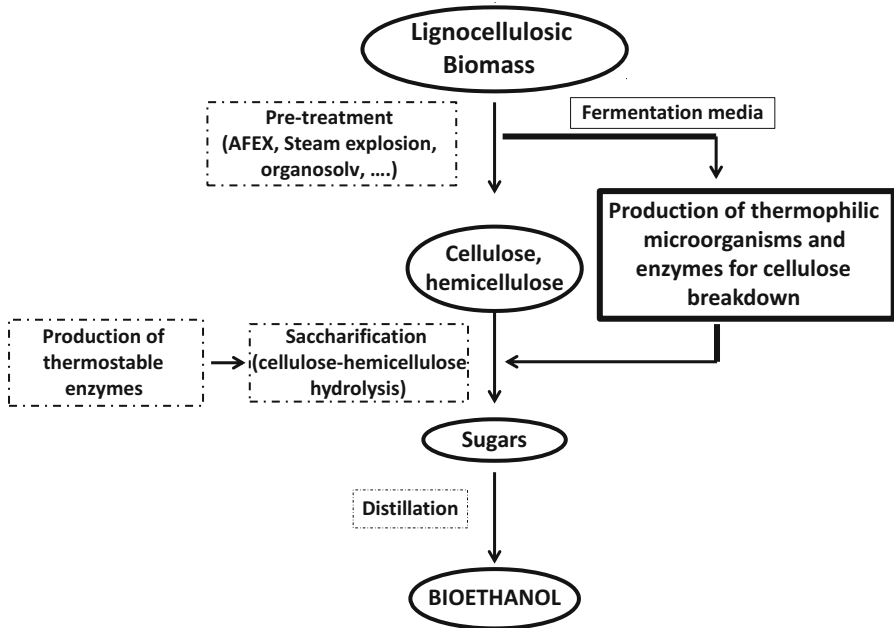 Lignocellulosic
Biomass
Pre-treatment
(AFEX, Steam explosion,
organosolv, ....)
Fermentation media
Production of thermophilic
microorganisms and
enzymes for cellulose
breakdown
Cellulose,
hemicellulose
Production of
thermostable
enzymes
Saccharification
(cellulose-hemicellulose
hydrolysis)
Sugars
Distillation
BIOETHANOL